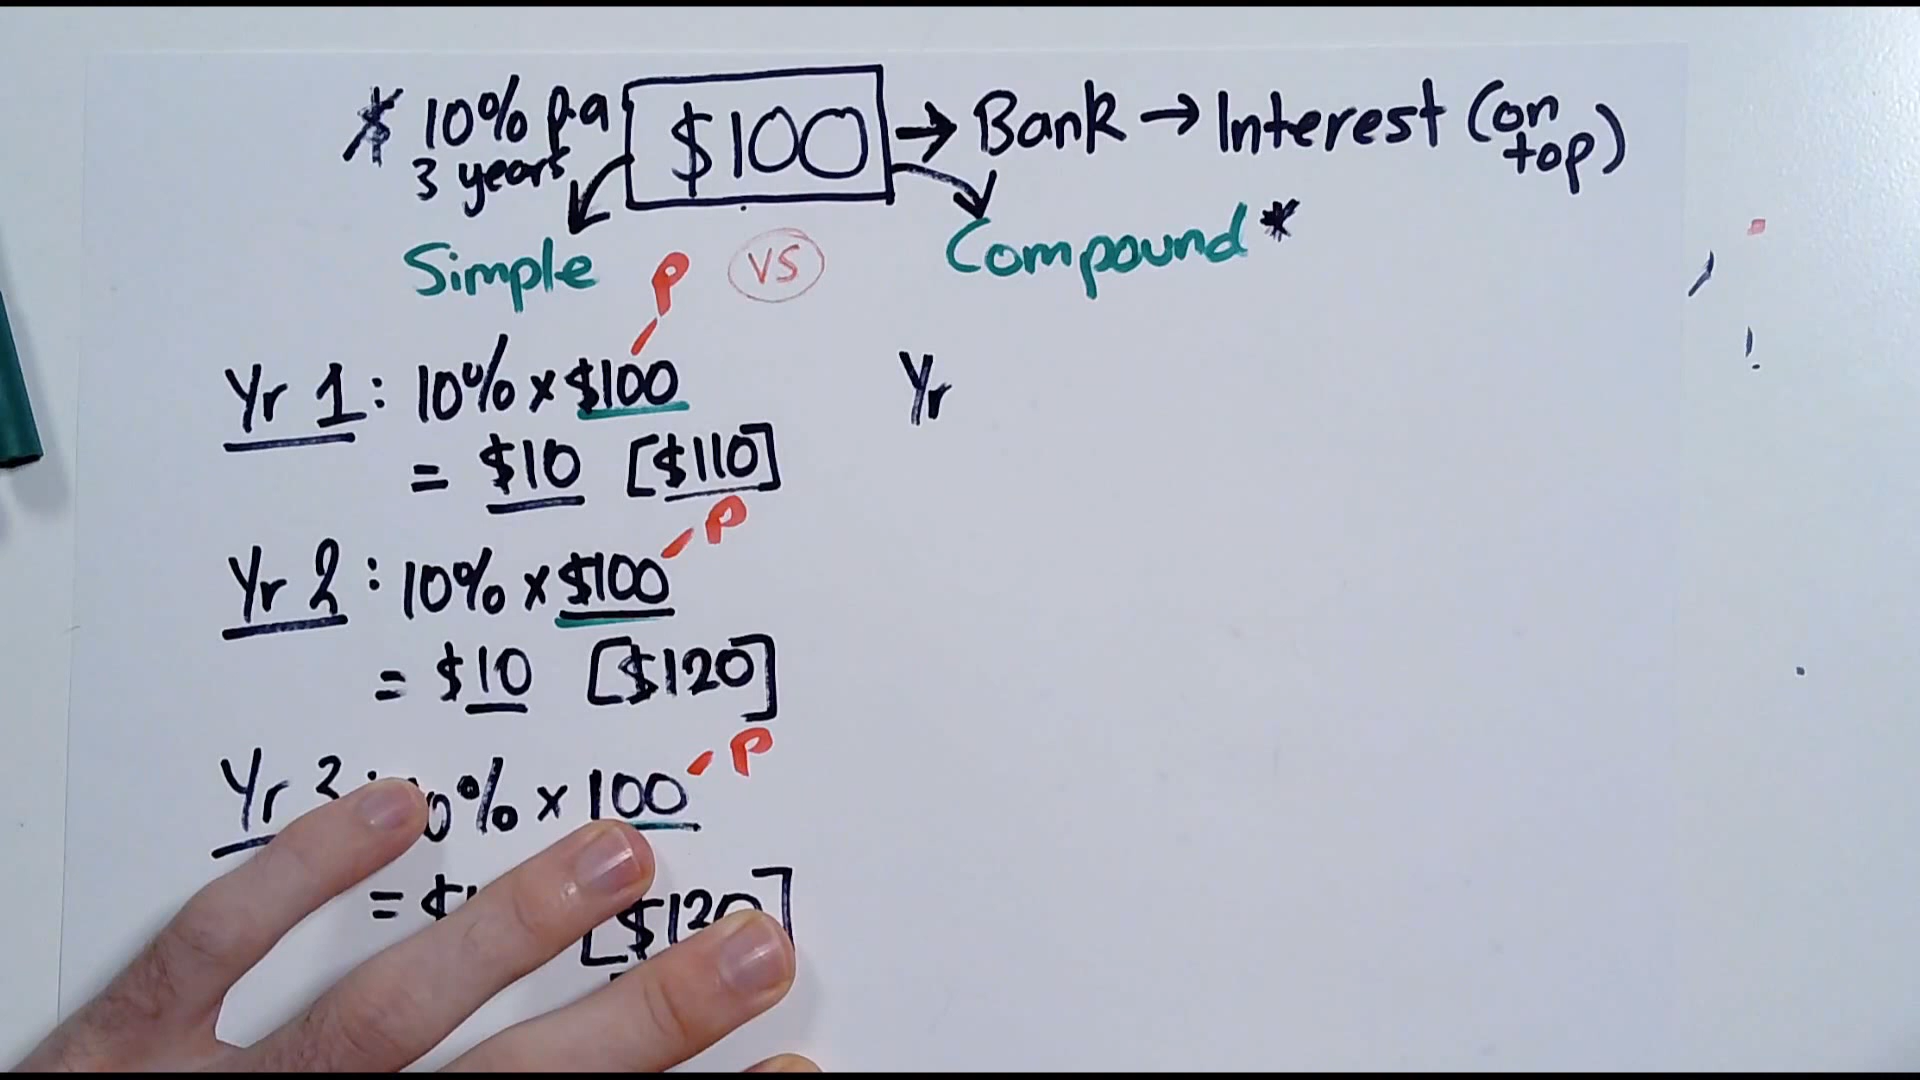 * 10% p.a $100 → Bank → Interest (on top)
3 years
Simple VS Compound *
P
Yr 1: 10% x $100
Yr
= $10 [$110]
P
Yr 2: 10% x $100
= $10 [$120]
P
Yr 3: 10% x 100